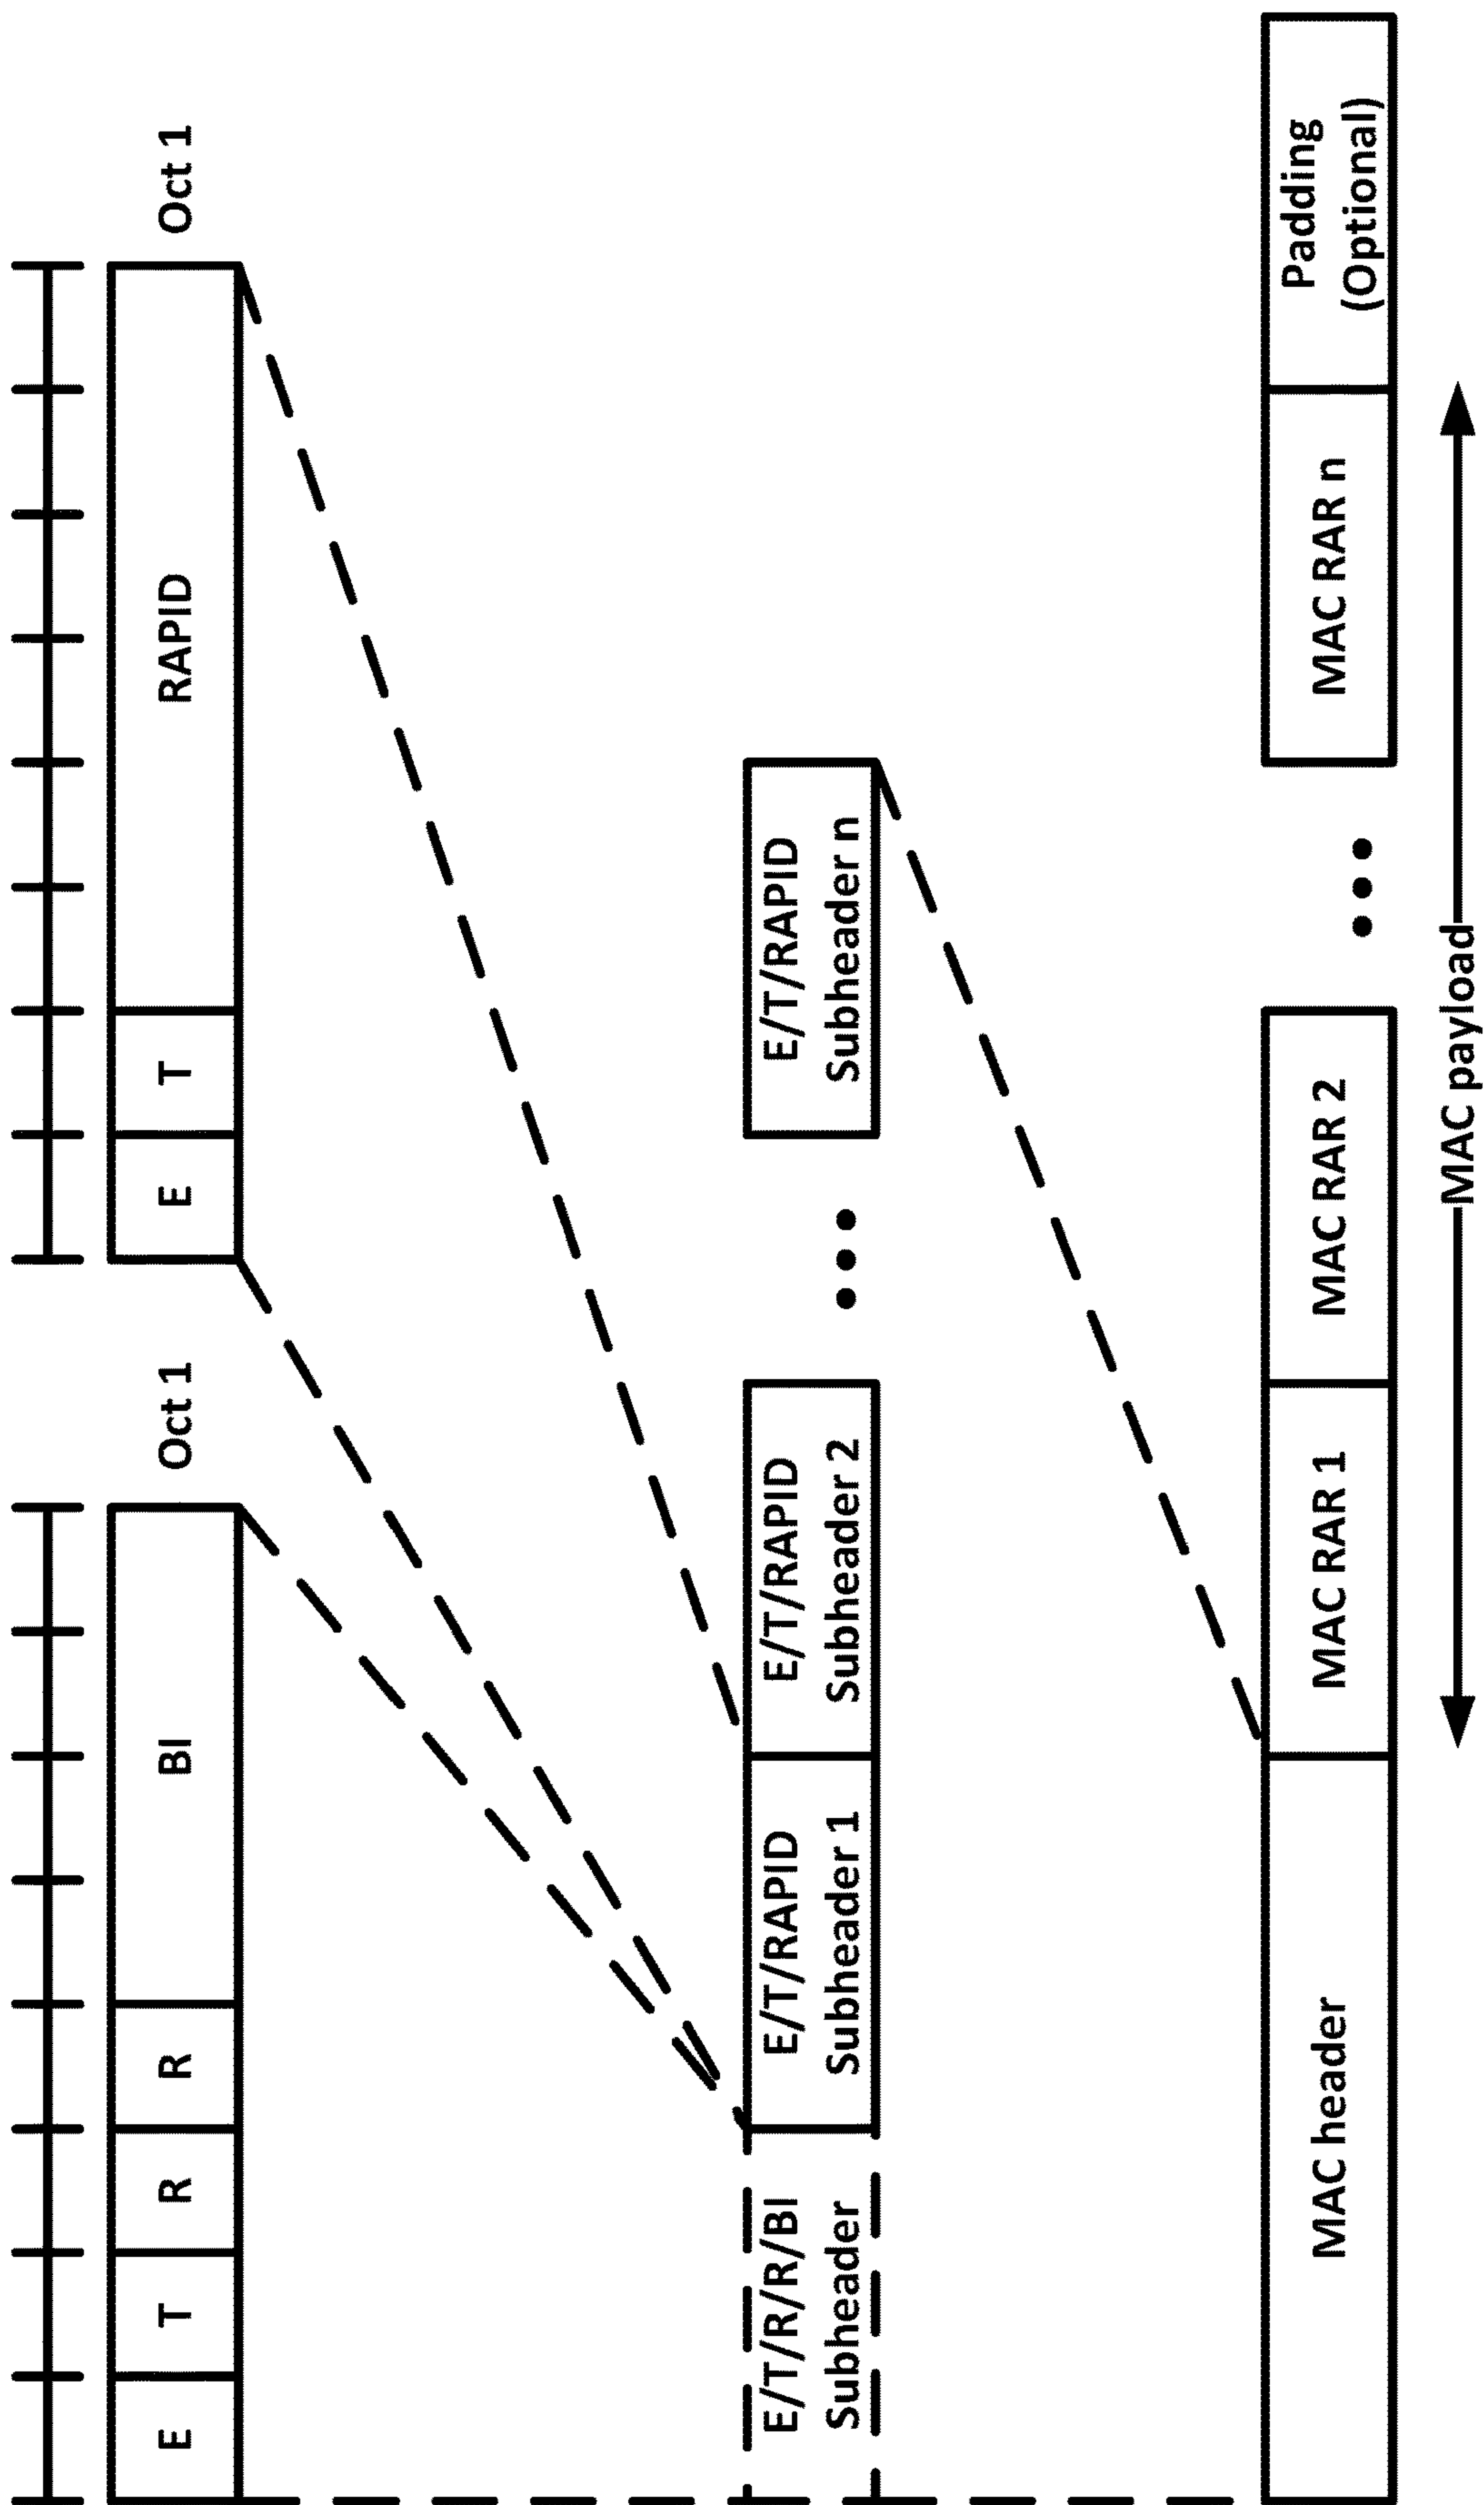 E
T
R
R
BI
Oct 1
E
T
RAPID
Oct 1
E/T/R/R/BI
Subheader
E/T/RAPID
Subheader 1
E/T/RAPID
Subheader 2
E/T/RAPID
Subheader n
MAC header
MAC RAR 1
MAC RAR 2
MAC RAR n
Padding
(Optional)
MAC payload